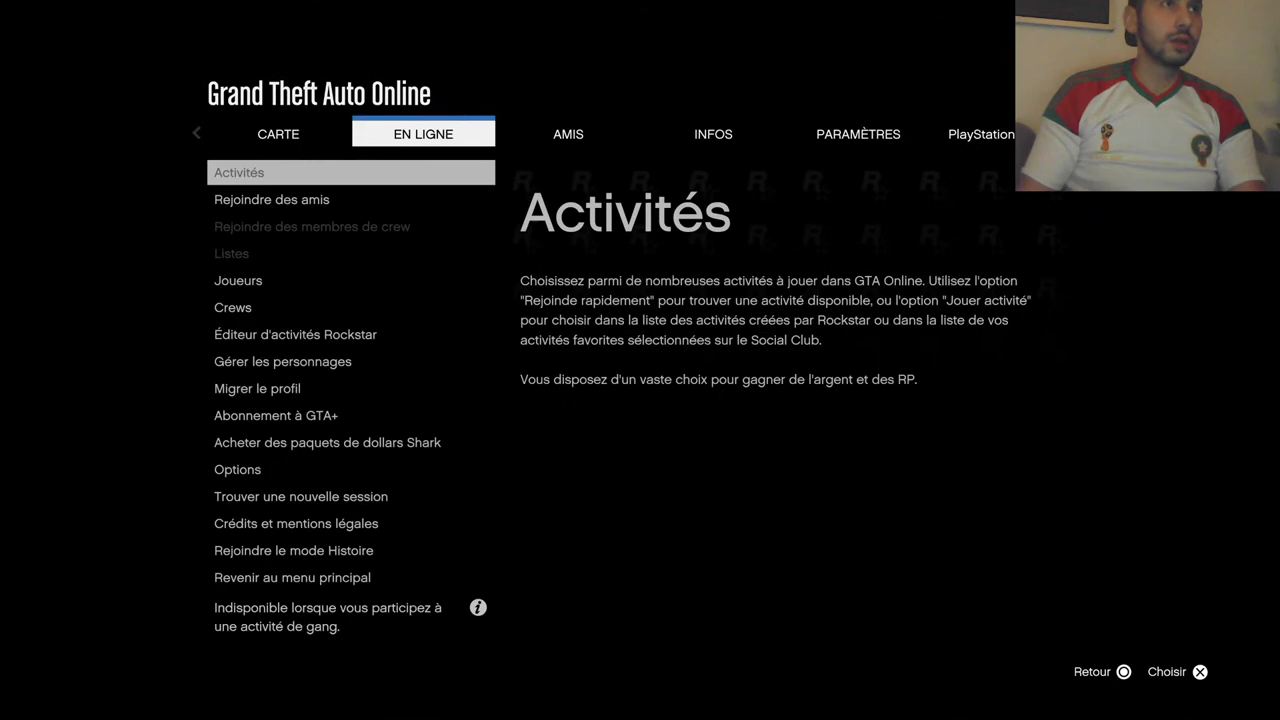 Grand Theft Auto Online
CARTE
EN LIGNE
AMIS
INFOS
PARAMÈTRES
PlayStation
Activités
Rejoindre des amis
Rejoindre des membres de crew
Listes
Joueurs
Crews
Éditeur d'activités Rockstar
Gérer les personnages
Migrer le profil
Abonnement à GTA+
Acheter des paquets de dollars Shark
Options
Trouver une nouvelle session
Crédits et mentions légales
Rejoindre le mode Histoire
Revenir au menu principal
Indisponible lorsque vous participez à
une activité de gang.
Activités
Choisissez parmi de nombreuses activités à jouer dans GTA Online. Utilisez l'option
"Rejoinde rapidement" pour trouver une activité disponible, ou l'option "Jouer activité"
pour choisir dans la liste des activités créées par Rockstar ou dans la liste de vos
activités favorites sélectionnées sur le Social Club.
Vous disposez d'un vaste choix pour gagner de l'argent et des RP.
Retour
Choisir